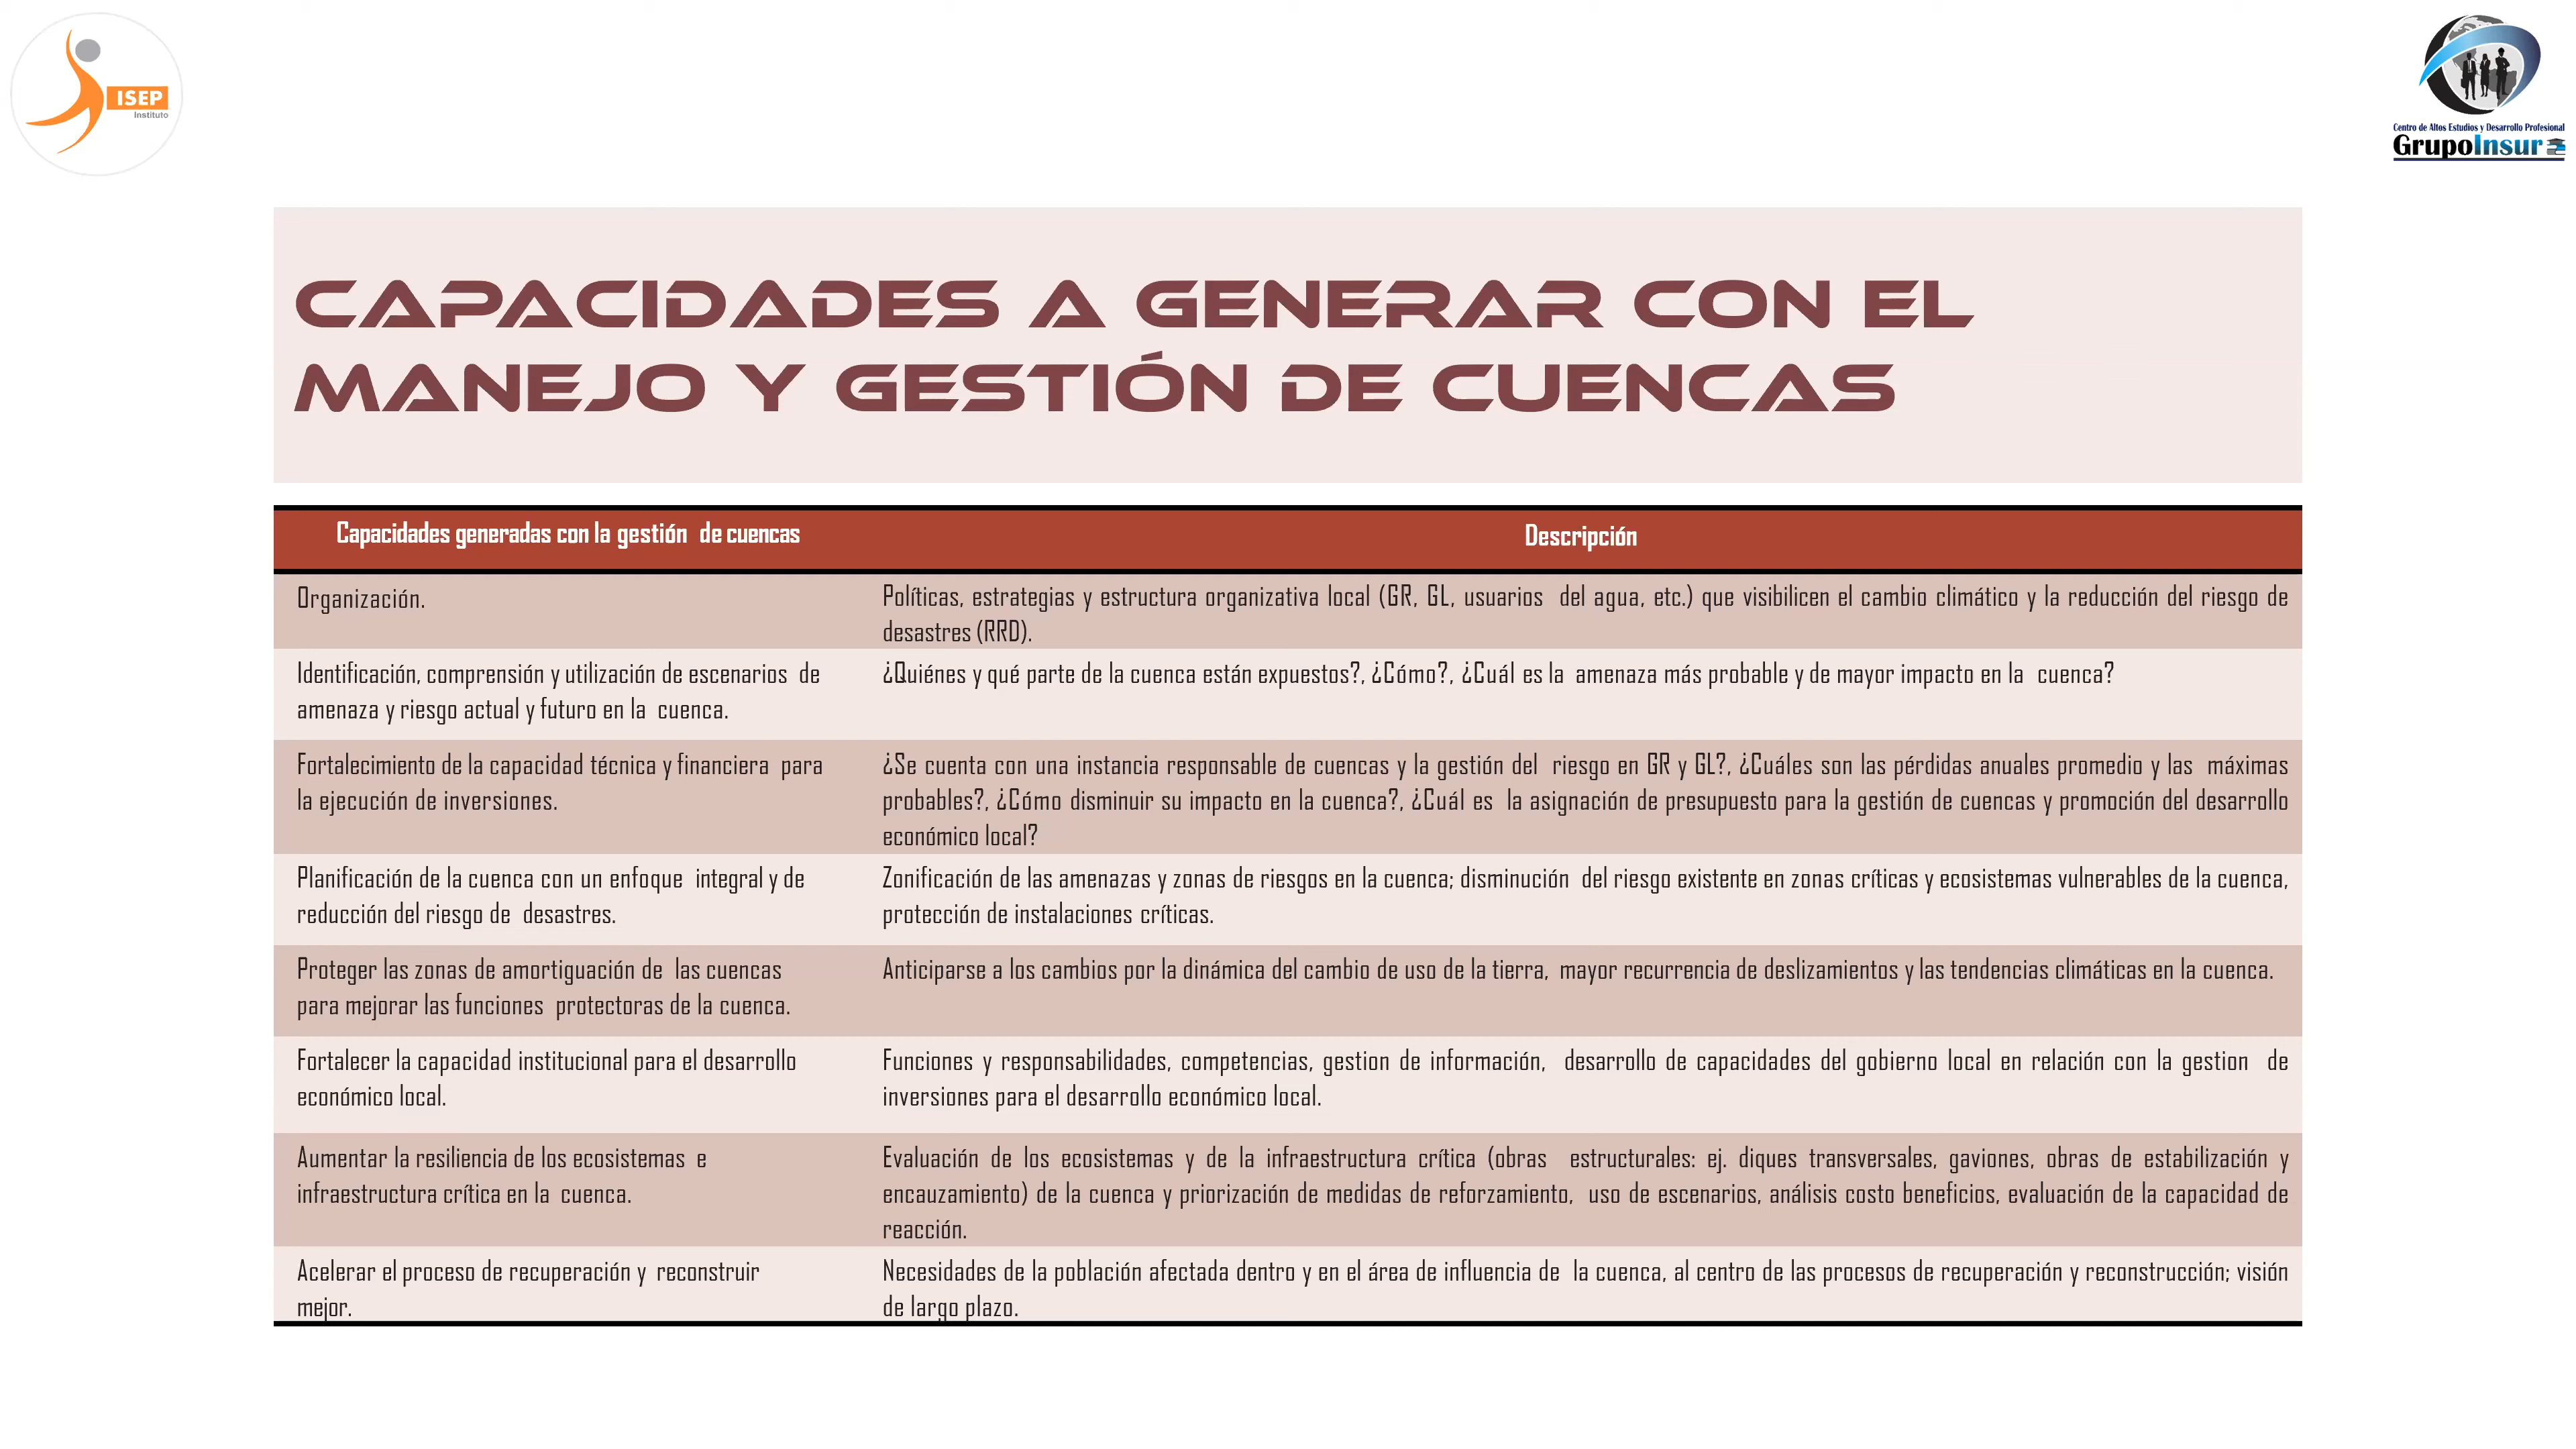 ISEP
Instituto
Centro de Altos Estudios y Desarrollo Profesional
GrupoInsur
CAPACIDADES A GENERAR CON EL
MANEJO Y GESTIÓN DE CUENCAS
Capacidades generadas con la gestión de cuencas
Descripción
Organización.
Políticas, estrategias y estructura organizativa local (GR, GL, usuarios del agua, etc.) que visibilicen el cambio climático y la reducción del riesgo de
desastres (RRD).
Identificación, comprensión y utilización de escenarios de
amenaza y riesgo actual y futuro en la cuenca.
¿Quiénes y qué parte de la cuenca están expuestos?, ¿Cómo?, ¿Cuál es la amenaza más probable y de mayor impacto en la cuenca?
Fortalecimiento de la capacidad técnica y financiera para
la ejecución de inversiones.
¿Se cuenta con una instancia responsable de cuencas y la gestión del riesgo en GR y GL?, ¿Cuáles son las pérdidas anuales promedio y las máximas
probables?, ¿Cómo disminuir su impacto en la cuenca?, ¿Cuál es la asignación de presupuesto para la gestión de cuencas y promoción del desarrollo
económico local?
Planificación de la cuenca con un enfoque integral y de
reducción del riesgo de desastres.
Zonificación de las amenazas y zonas de riesgos en la cuenca; disminución del riesgo existente en zonas críticas y ecosistemas vulnerables de la cuenca,
protección de instalaciones críticas.
Proteger las zonas de amortiguación de las cuencas
para mejorar las funciones protectoras de la cuenca.
Anticiparse a los cambios por la dinámica del cambio de uso de la tierra, mayor recurrencia de deslizamientos y las tendencias climáticas en la cuenca.
Fortalecer la capacidad institucional para el desarrollo
económico local.
Funciones y responsabilidades, competencias, gestion de información, desarrollo de capacidades del gobierno local en relación con la gestion de
inversiones para el desarrollo económico local.
Aumentar la resiliencia de los ecosistemas e
infraestructura crítica en la cuenca.
Evaluación de los ecosistemas y de la infraestructura crítica (obras estructurales: ej. diques transversales, gaviones, obras de estabilización y
encauzamiento) de la cuenca y priorización de medidas de reforzamiento, uso de escenarios, análisis costo beneficios, evaluación de la capacidad de
reacción.
Acelerar el proceso de recuperación y reconstruir
mejor.
Necesidades de la población afectada dentro y en el área de influencia de la cuenca, al centro de las procesos de recuperación y reconstrucción; visión
de largo plazo.